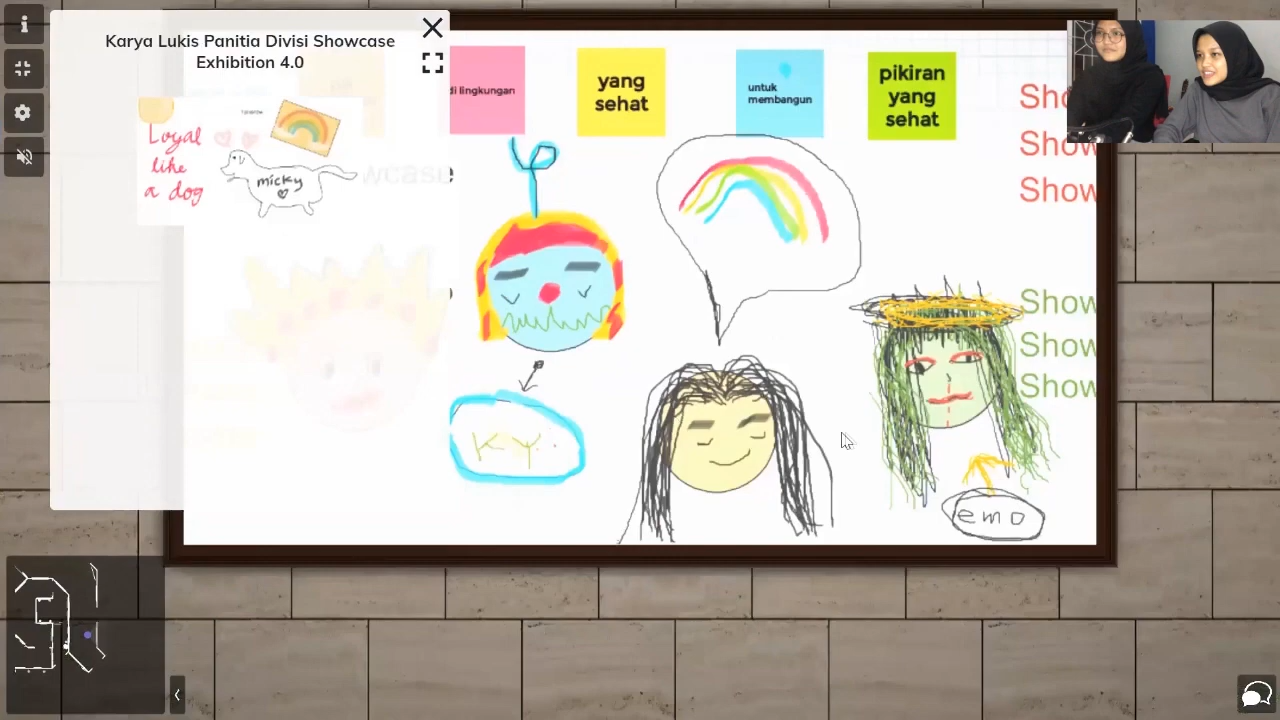 Karya Lukis Panitia Divisi Showcase
Exhibition 4.0
di lingkungan
yang
sehat
untuk
membangun
pikiran
yang
sehat
Loyal
like
a dog
micky
wcase
Show
Show
Show
Show
Show
KY.
emo